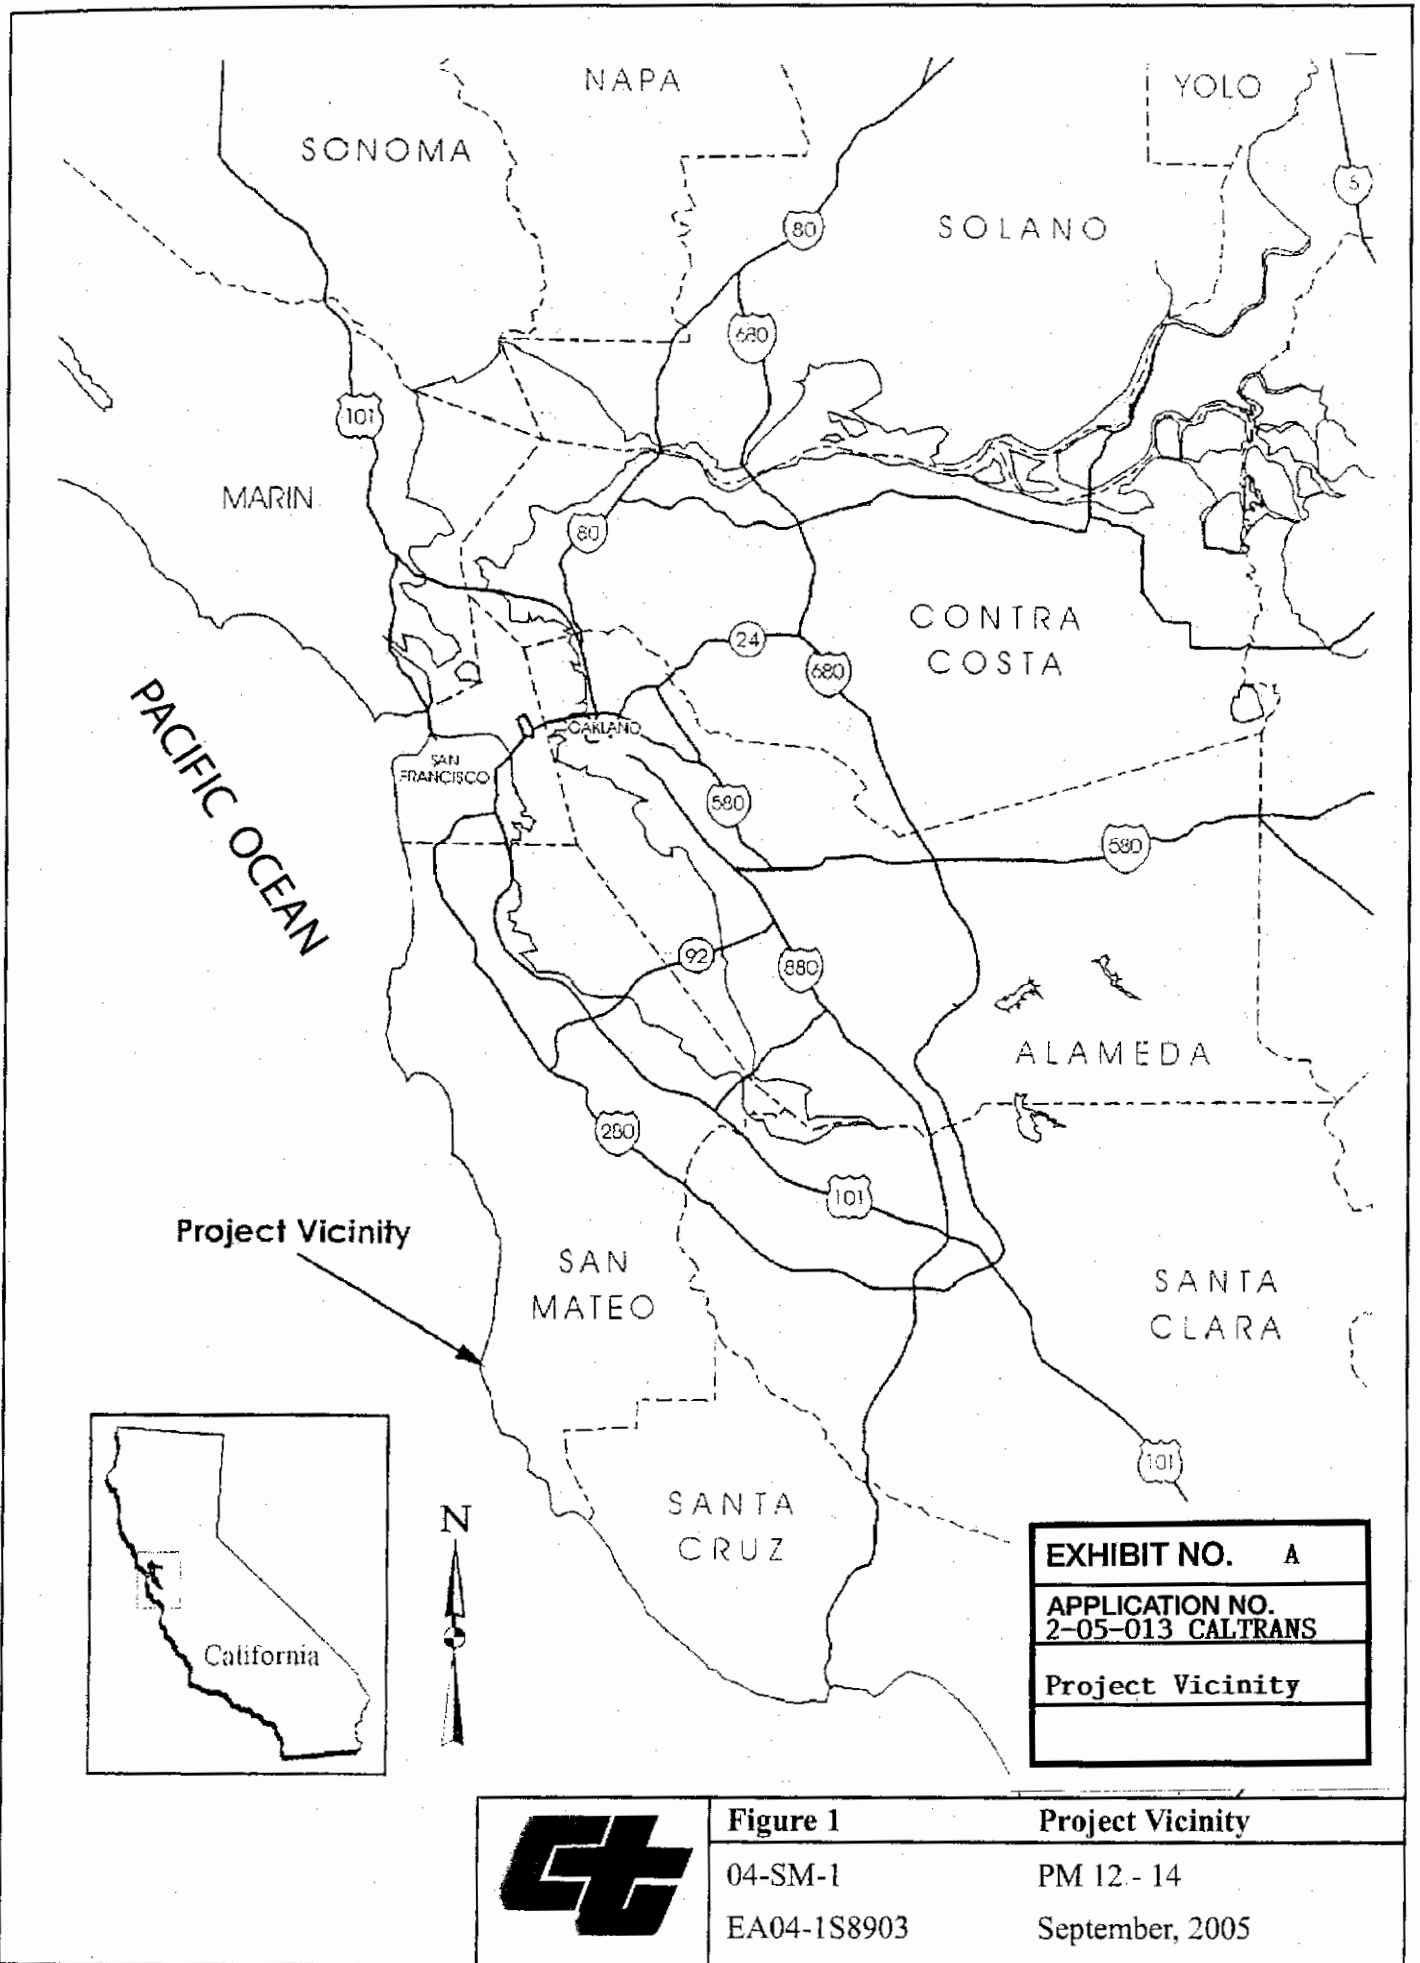 NAPA
YOLO
SONOMA
5
80
SOLANO
680
101
MARIN
80
CONTRA
COSTA
24
680
PACIFIC OCEAN
OAKLAND
SAN
FRANCISCO
580
580
92
880
ALAMEDA
280
101
Project Vicinity
SAN
MATEO
SANTA
CLARA
101
SANTA
CRUZ
N
California
EXHIBIT NO. A
APPLICATION NO.
2-05-013 CALTRANS
Project Vicinity
Figure 1 Project Vicinity
04-SM-1 PM 12 - 14
EA04-1S8903 September, 2005